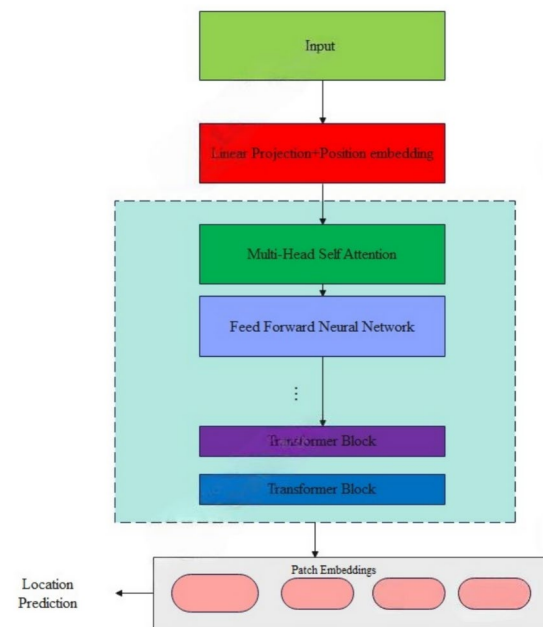 Input
Linear Projection+Position embedding
Multi-Head Self Attention
Feed Forward Neural Network
⋮
Transformer Block
Transformer Block
Patch Embeddings
Location
Prediction